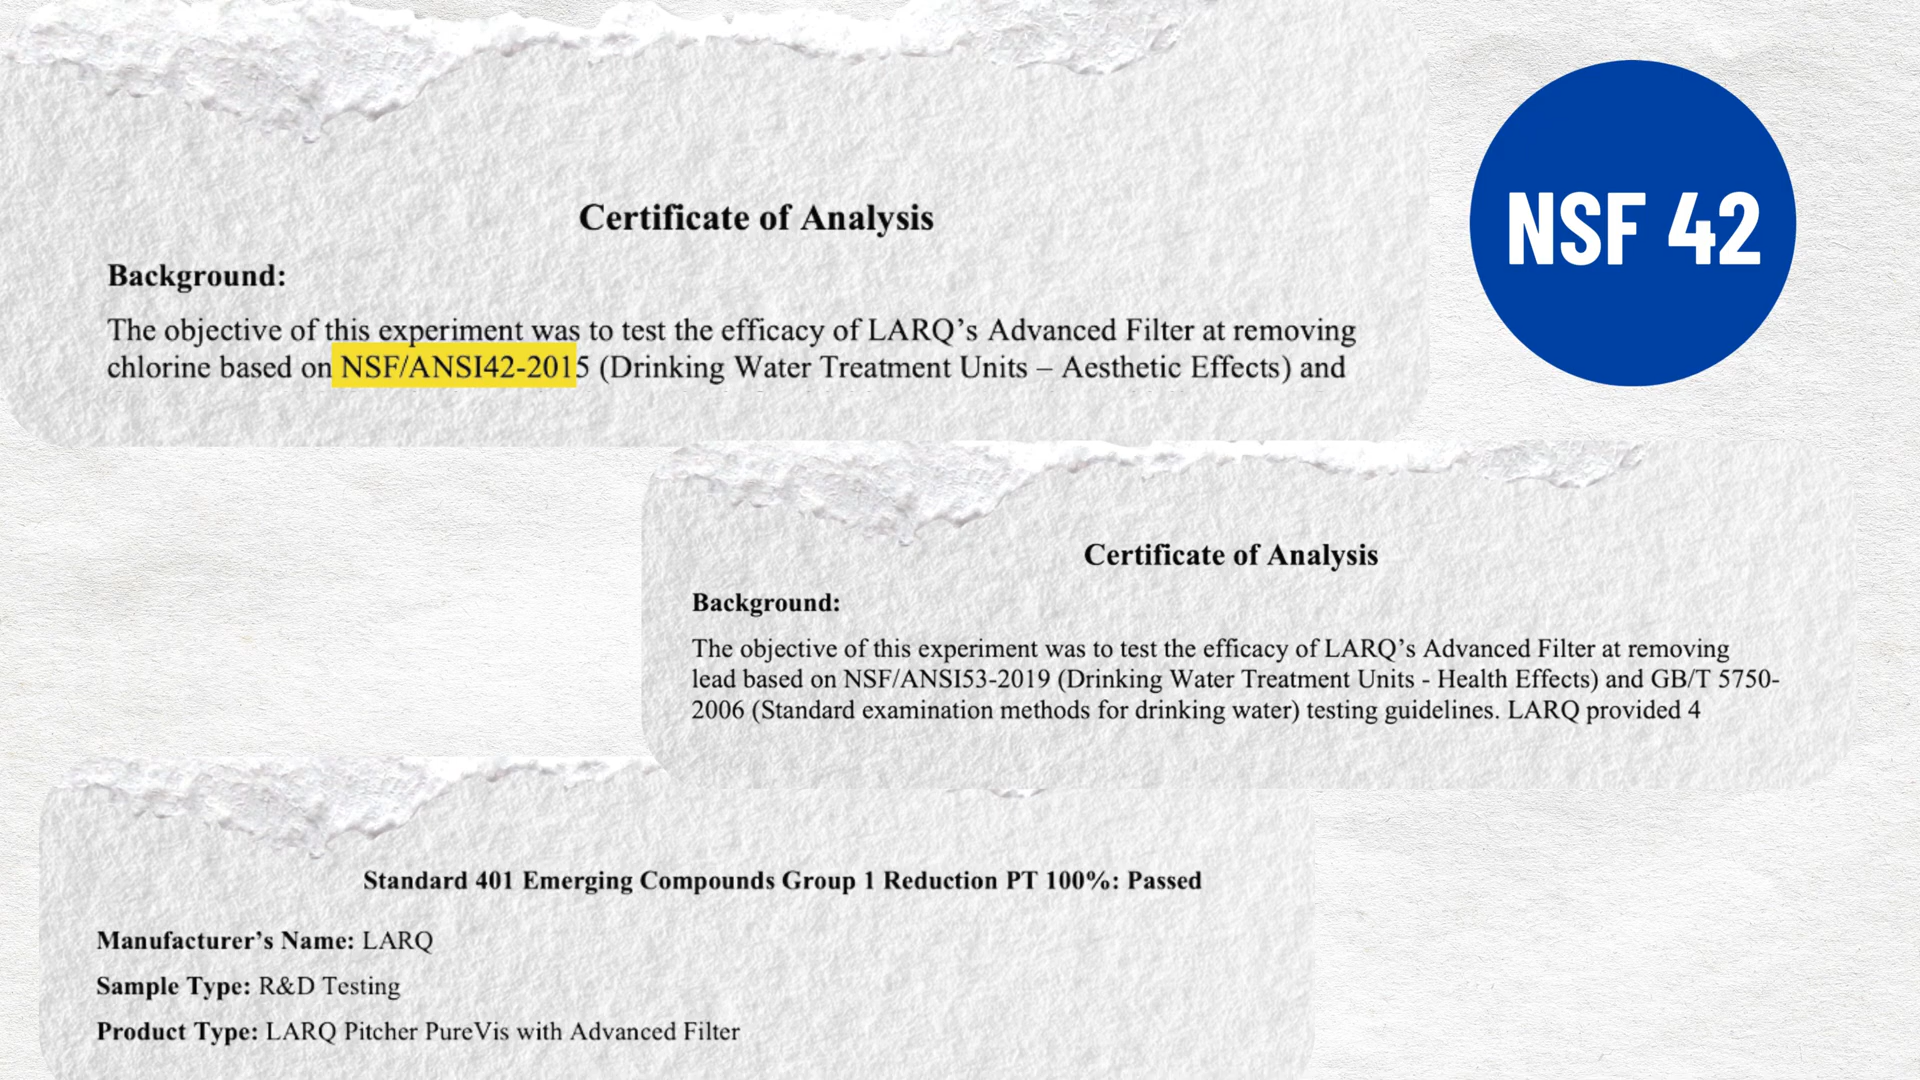 Certificate of Analysis
Background:
The objective of this experiment was to test the efficacy of LARQ’s Advanced Filter at removing
chlorine based on NSF/ANSI42-2015 (Drinking Water Treatment Units – Aesthetic Effects) and
NSF 42
Certificate of Analysis
Background:
The objective of this experiment was to test the efficacy of LARQ’s Advanced Filter at removing
lead based on NSF/ANSI53-2019 (Drinking Water Treatment Units - Health Effects) and GB/T 5750-
2006 (Standard examination methods for drinking water) testing guidelines. LARQ provided 4
Standard 401 Emerging Compounds Group 1 Reduction PT 100%: Passed
Manufacturer’s Name: LARQ
Sample Type: R&D Testing
Product Type: LARQ Pitcher PureVis with Advanced Filter